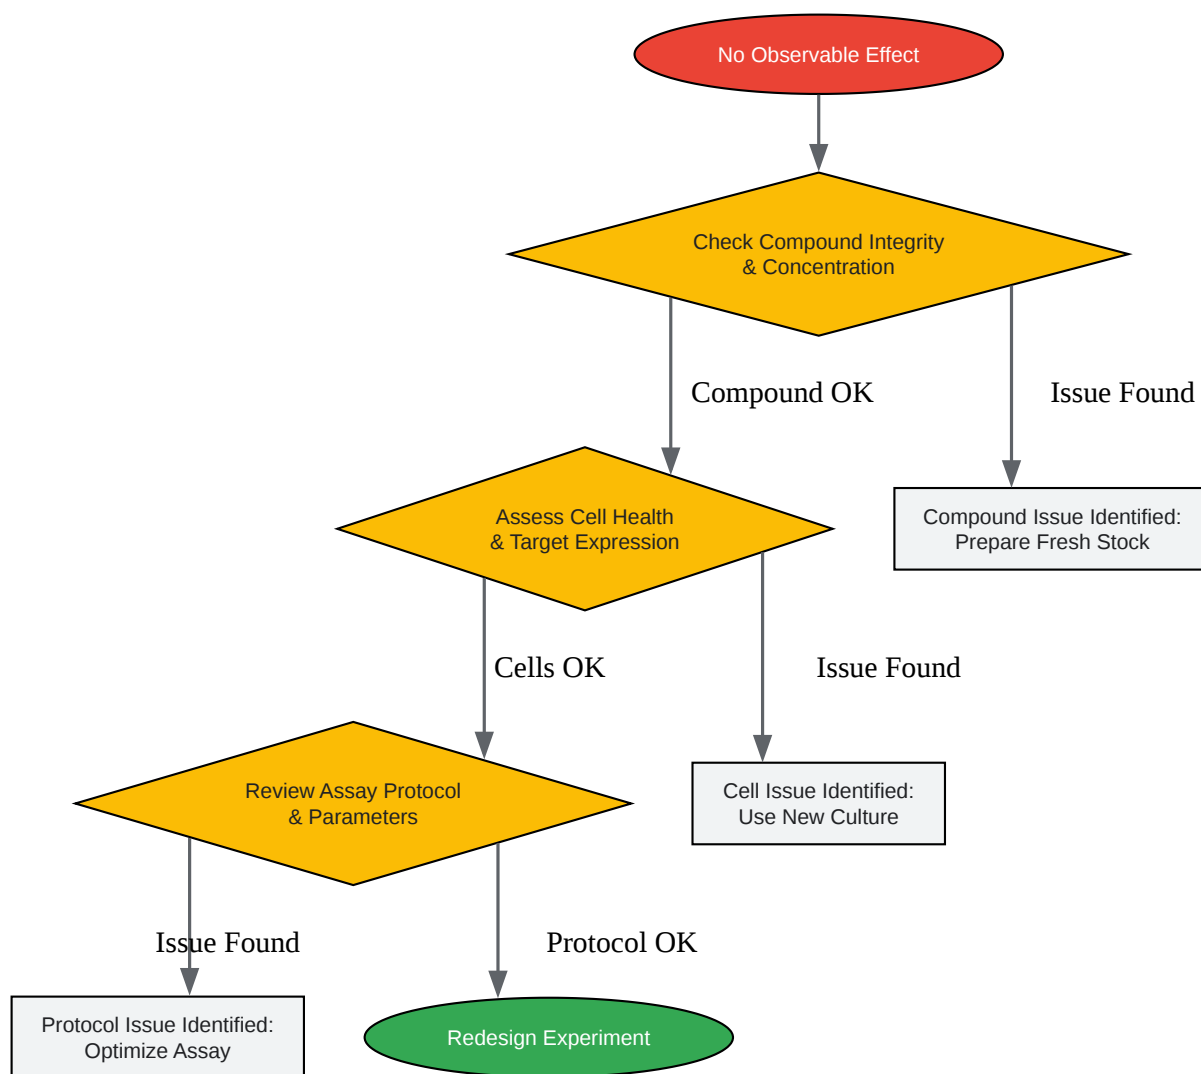 No Observable Effect
Check Compound Integrity
& Concentration
Compound OK
Issue Found
Assess Cell Health
& Target Expression
Compound Issue Identified:
Prepare Fresh Stock
Cells OK
Issue Found
Review Assay Protocol
& Parameters
Cell Issue Identified:
Use New Culture
Issue Found
Protocol OK
Protocol Issue Identified:
Optimize Assay
Redesign Experiment